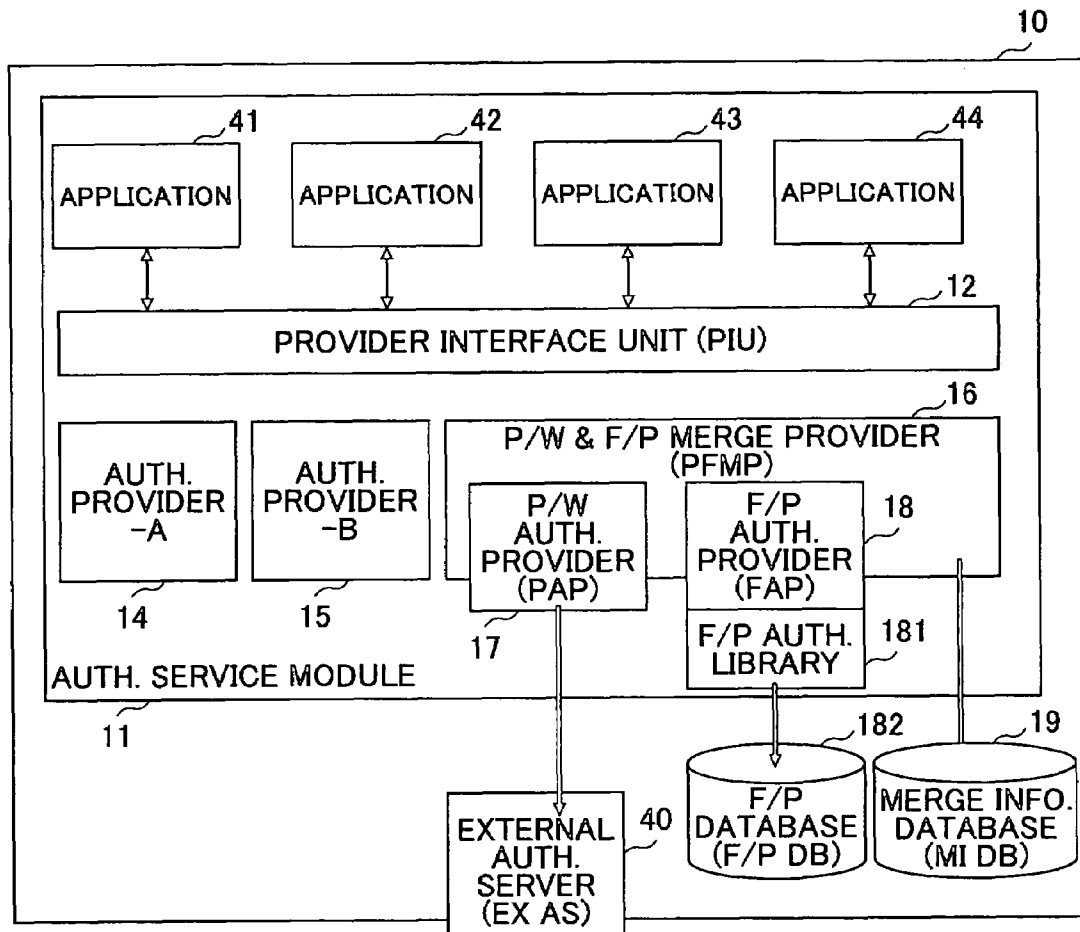 10
41
42
43
44
APPLICATION
APPLICATION
APPLICATION
APPLICATION
12
PROVIDER INTERFACE UNIT (PIU)
16
AUTH.
PROVIDER
-A
AUTH.
PROVIDER
-B
P/W & F/P MERGE PROVIDER
(PFMP)
P/W
AUTH.
PROVIDER
(PAP)
F/P
AUTH.
PROVIDER
(FAP)
18
14
15
17
F/P AUTH.
LIBRARY
181
AUTH. SERVICE MODULE
11
182
19
EXTERNAL
AUTH.
SERVER
(EX AS)
40
F/P
DATABASE
(F/P DB)
MERGE INFO.
DATABASE
(MI DB)